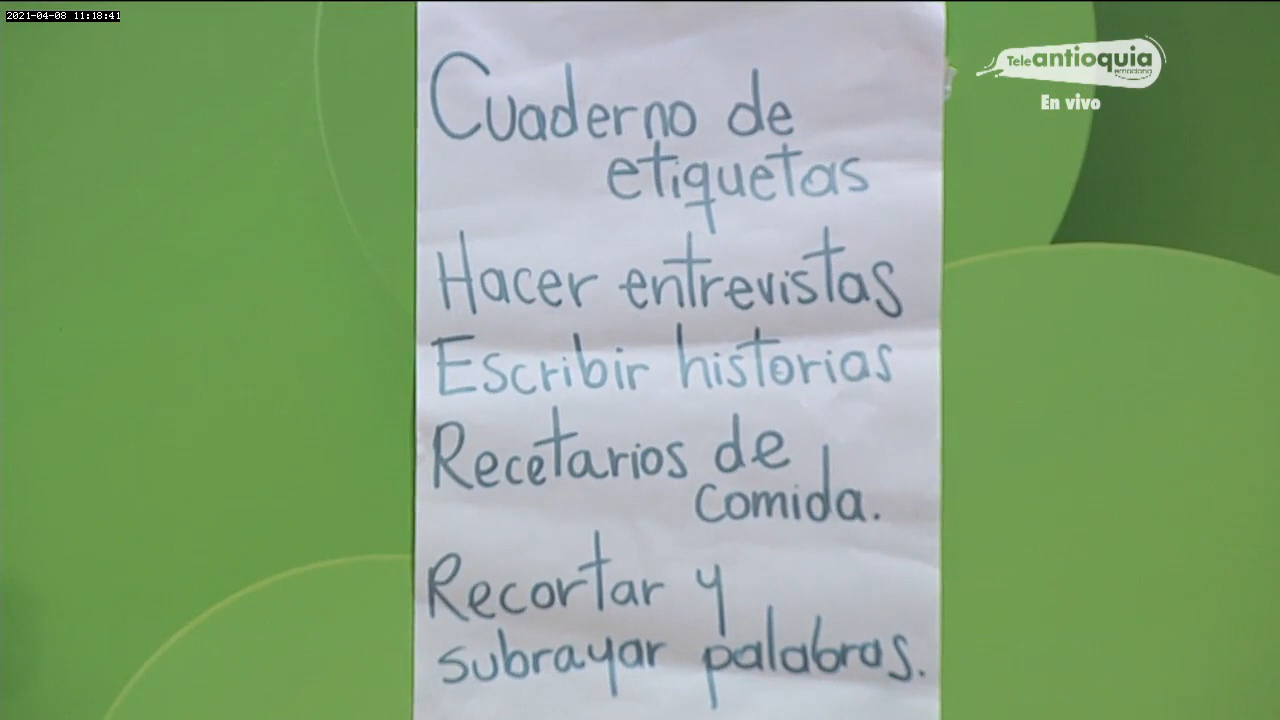 2021-04-08 11:18:41
Teleantioquia
emociona
En vivo
Cuaderno de
etiquetas
Hacer entrevistas
Escribir historias
Recetarios de
comida.
Recortar y
subrayar palabras.